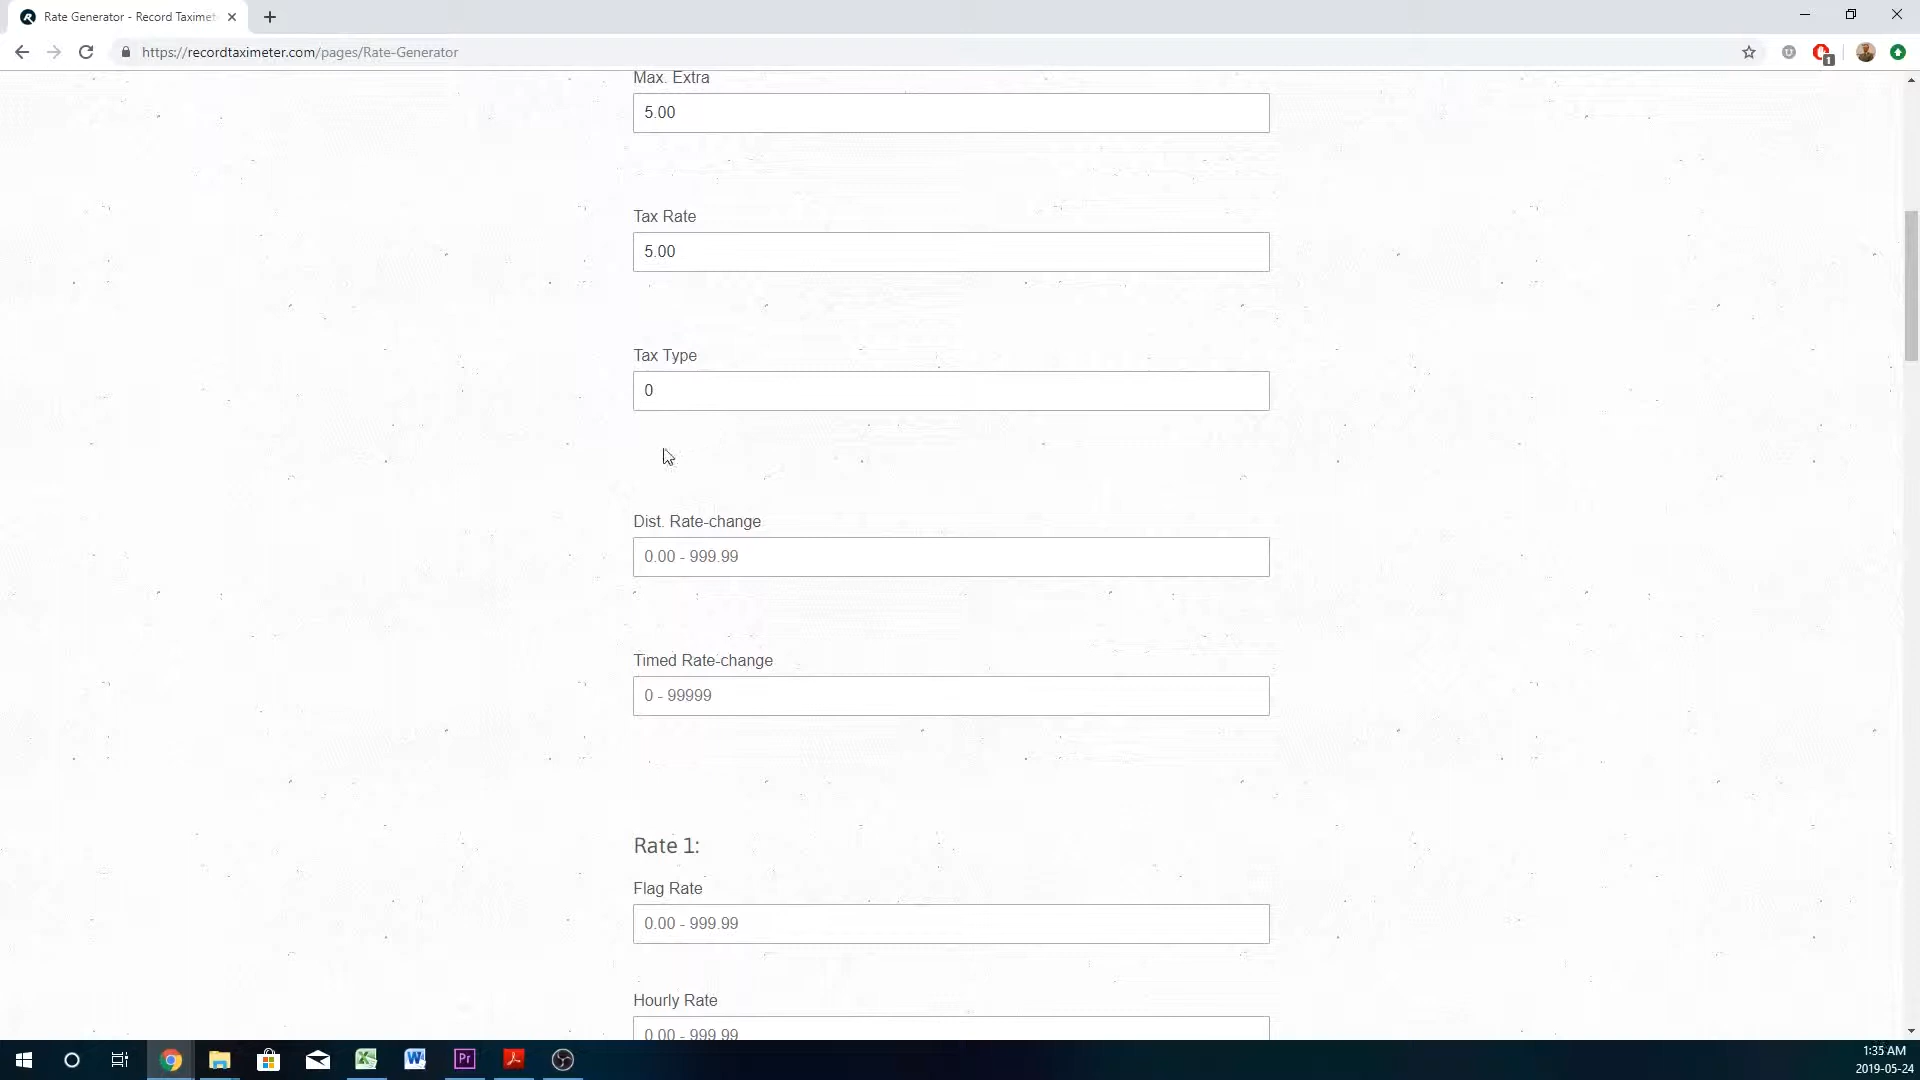 Rate Generator - Record Taximet
https://recordtaximeter.com/pages/Rate-Generator
1
Max. Extra
5.00
Tax Rate
5.00
Tax Type
0
Dist. Rate-change
0.00 - 999.99
Timed Rate-change
0 - 99999
Rate 1:
Flag Rate
0.00 - 999.99
Hourly Rate
0.00 - 999.99
Pr
1:35 AM
2019-05-24